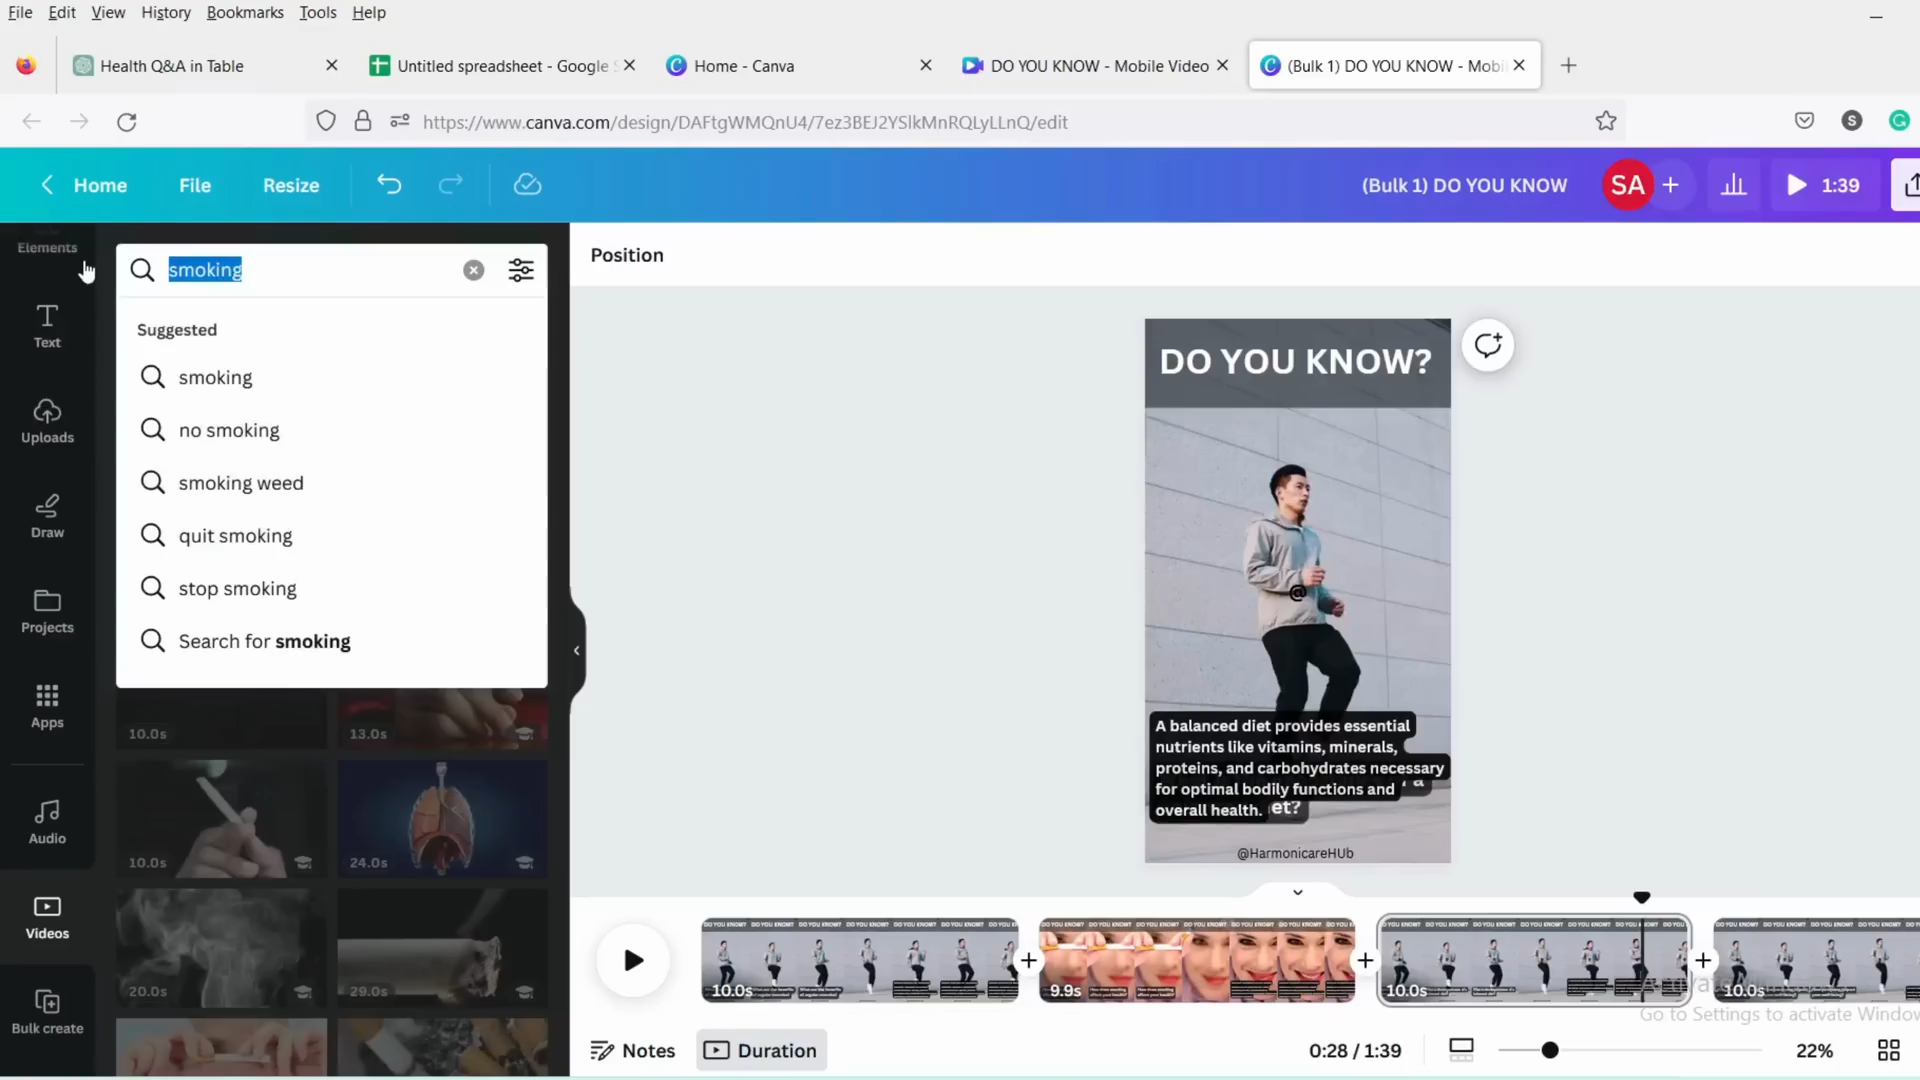 File Edit View History Bookmarks Tools Help
Health Q&A in Table
Untitled spreadsheet - Google S
Home - Canva
DO YOU KNOW - Mobile Video
(Bulk 1) DO YOU KNOW - Mobi
https://www.canva.com/design/DAFtgWMQnU4/7ez3BEJ2YSlkMnRQLyLLnQ/edit
S
Home File Resize
(Bulk 1) DO YOU KNOW
SA
1:39
Elements
Text
Uploads
Draw
Projects
Apps
Audio
Videos
Bulk create
smoking
Suggested
smoking
no smoking
smoking weed
quit smoking
stop smoking
Search for smoking
10.0s
13.0s
10.0s
24.0s
20.0s
29.0s
Position
DO YOU KNOW?
@
A balanced diet provides essential
nutrients like vitamins, minerals,
proteins, and carbohydrates necessary
for optimal bodily functions and
overall health.
et?
@HarmonicareHUb
10.0s
9.9s
10.0s
10.0s
Go to Settings to activate Window
Notes
Duration
0:28 / 1:39
22%